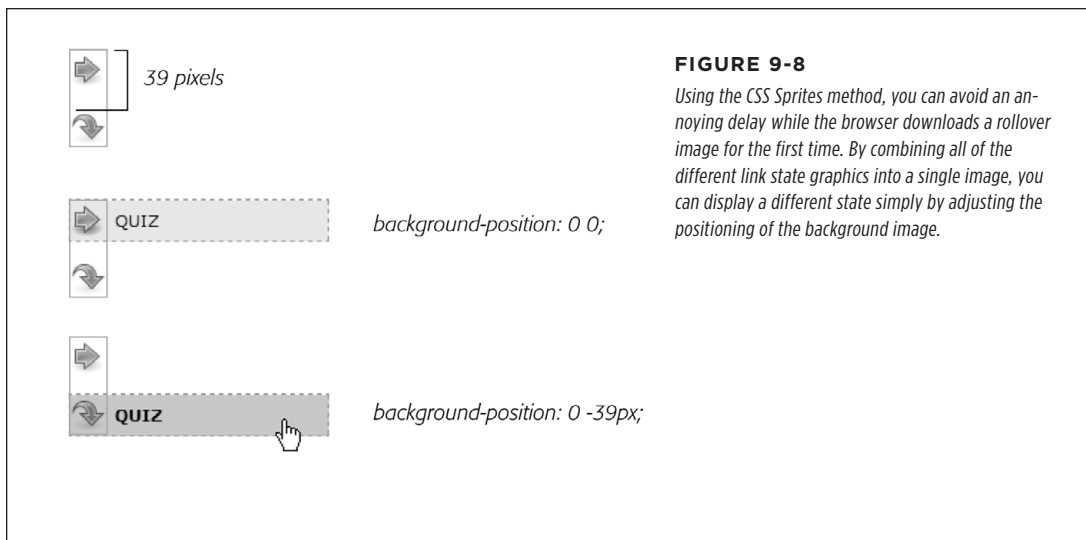 39 pixels
QUIZ
background-position: 0 0;
QUIZ
background-position: 0 -39px;
FIGURE 9-8
Using the CSS Sprites method, you can avoid an an-
noying delay while the browser downloads a rollover
image for the first time. By combining all of the
different link state graphics into a single image, you
can display a different state simply by adjusting the
positioning of the background image.